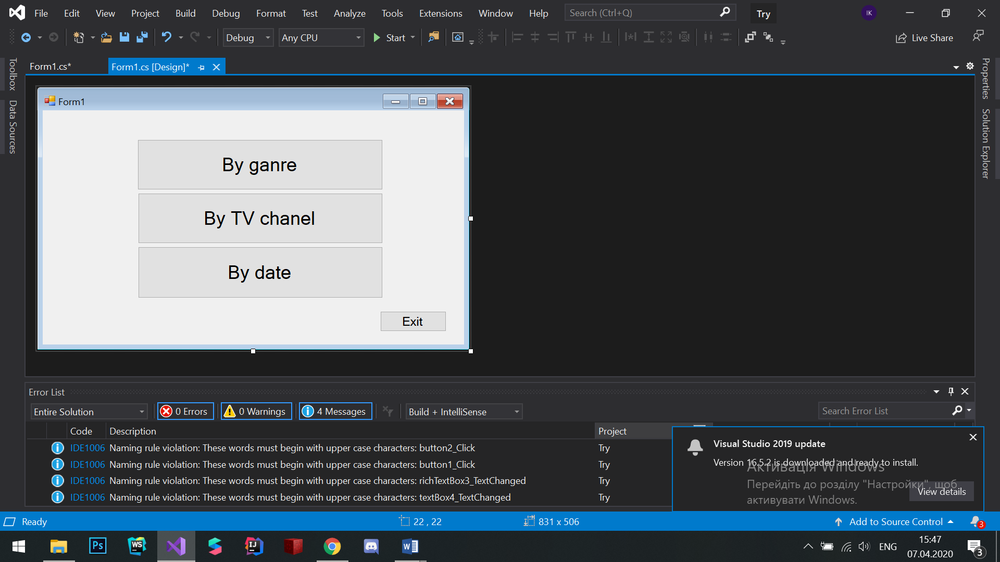 File Edit View Project Build Debug Format Test Analyze Tools Extensions Window Help Search (Ctrl+Q) Try IK
Debug Any CPU Start Live Share
Toolbox
Data Sources
Form1.cs* Form1.cs [Design]*
Properties
Solution Explorer
Form1
By ganre
By TV chanel
By date
Exit
Error List
Entire Solution 0 Errors 0 Warnings 4 Messages Build + IntelliSense Search Error List
Code Description Project
IDE1006 Naming rule violation: These words must begin with upper case characters: button2_Click Try
IDE1006 Naming rule violation: These words must begin with upper case characters: button1_Click Try
IDE1006 Naming rule violation: These words must begin with upper case characters: richTextBox3_TextChanged Try
IDE1006 Naming rule violation: These words must begin with upper case characters: textBox4_TextChanged Try
Visual Studio 2019 update
Version 16.5.2 is downloaded and ready to install.
View details
Активація Windows
Перейдіть до розділу "Настройки", щоб
активувати Windows.
Ready 22 , 22 831 x 506 Add to Source Control 3
Ps WS IJ W ENG 15:47
07.04.2020 3